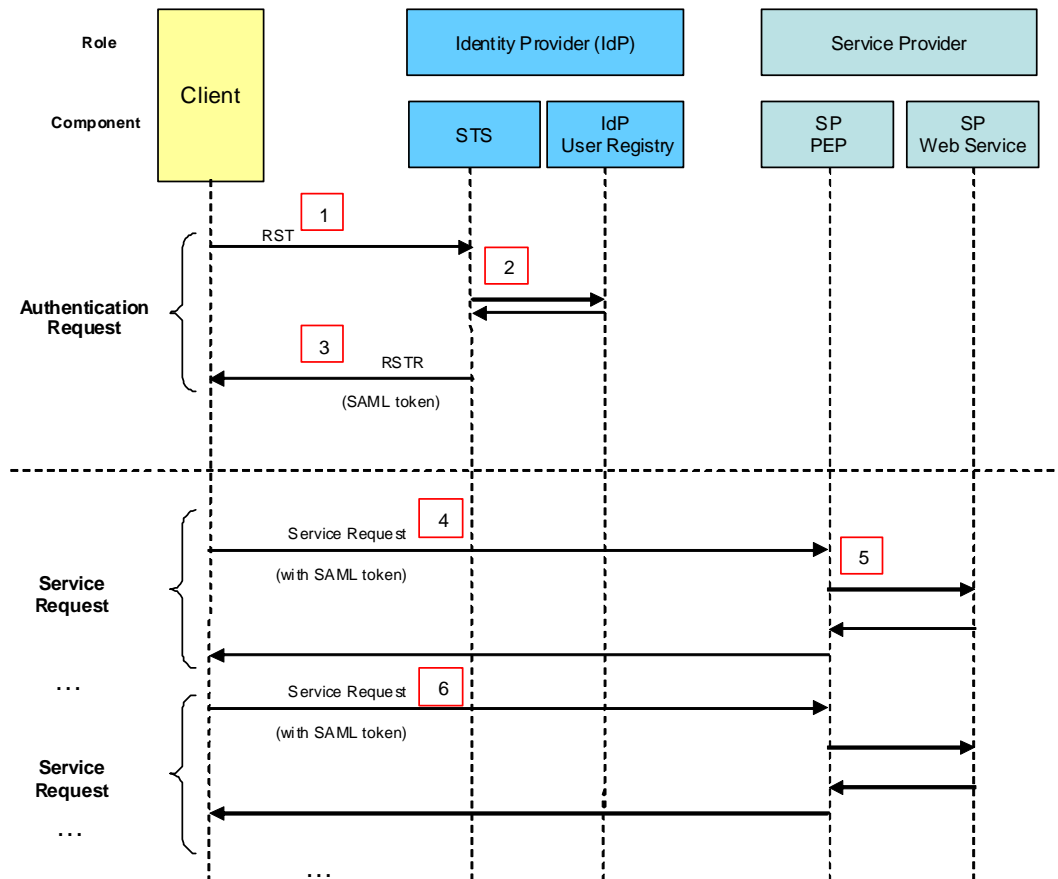 Role
Client
Identity Provider (IdP)
Service Provider
Component
STS
IdP
User Registry
SP
PEP
SP
Web Service
1
RST
2
Authentication
Request
3
RSTR
(SAML token)
4
Service Request
(with SAML token)
5
Service
Request
...
Service Request
6
(with SAML token)
Service
Request
...
...